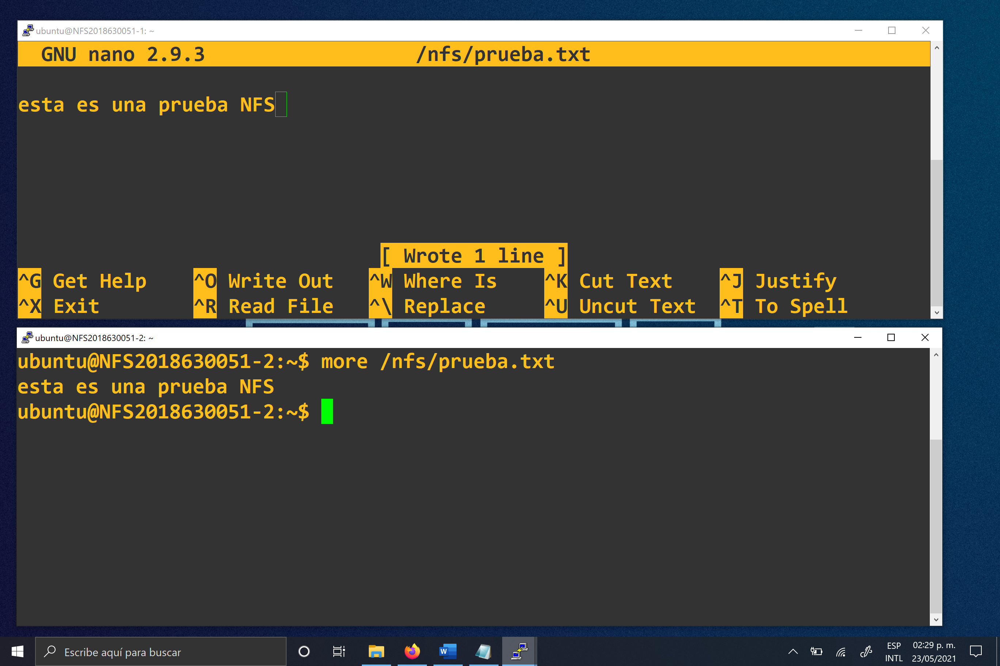 ubuntu@NFS2018630051-1: ~
GNU nano 2.9.3 /nfs/prueba.txt
esta es una prueba NFS
[ Wrote 1 line ]
^G Get Help ^O Write Out ^W Where Is ^K Cut Text ^J Justify
^X Exit ^R Read File ^\ Replace ^U Uncut Text ^T To Spell
ubuntu@NFS2018630051-2: ~
ubuntu@NFS2018630051-2:~$ more /nfs/prueba.txt
esta es una prueba NFS
ubuntu@NFS2018630051-2:~$
Escribe aquí para buscar
W
ESP 02:29 p. m.
INTL 23/05/2021